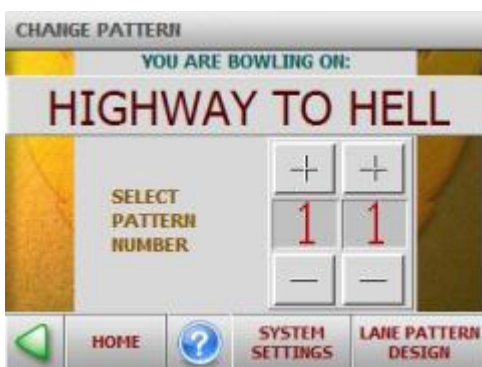 CHANGE PATTERN
YOU ARE BOWLING ON:
HIGHWAY TO HELL
SELECT
PATTERN
NUMBER
+ +
1 1
- -
HOME
?
SYSTEM
SETTINGS
LANE PATTERN
DESIGN